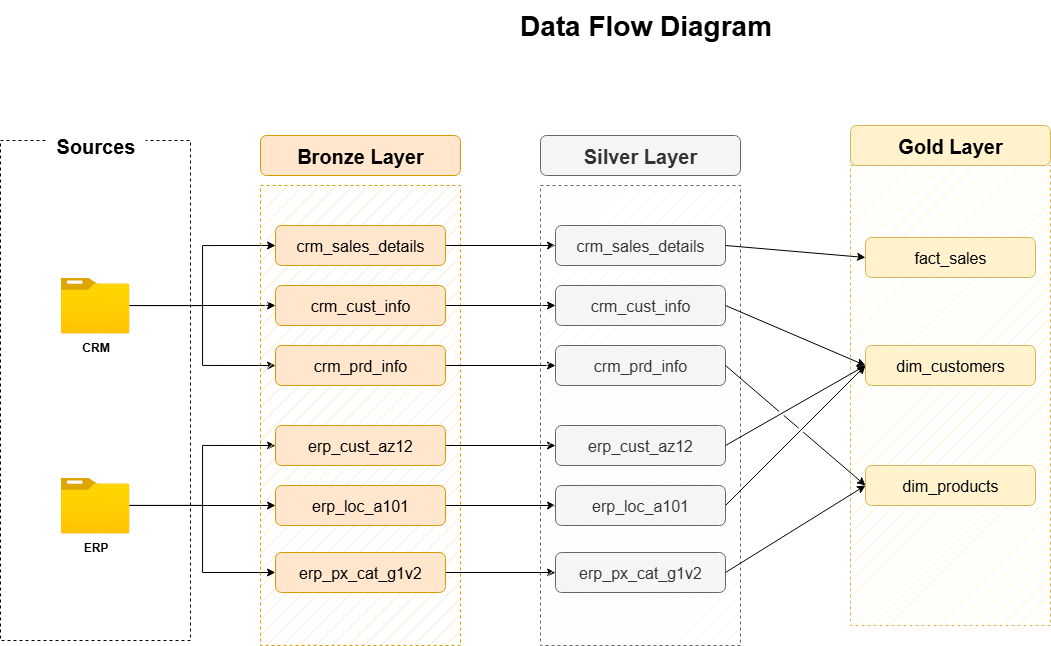 Data Flow Diagram
Sources
Bronze Layer
Silver Layer
Gold Layer
crm_sales_details
crm_sales_details
fact_sales
crm_cust_info
crm_cust_info
CRM
crm_prd_info
crm_prd_info
dim_customers
erp_cust_az12
erp_cust_az12
dim_products
erp_loc_a101
erp_loc_a101
ERP
erp_px_cat_g1v2
erp_px_cat_g1v2